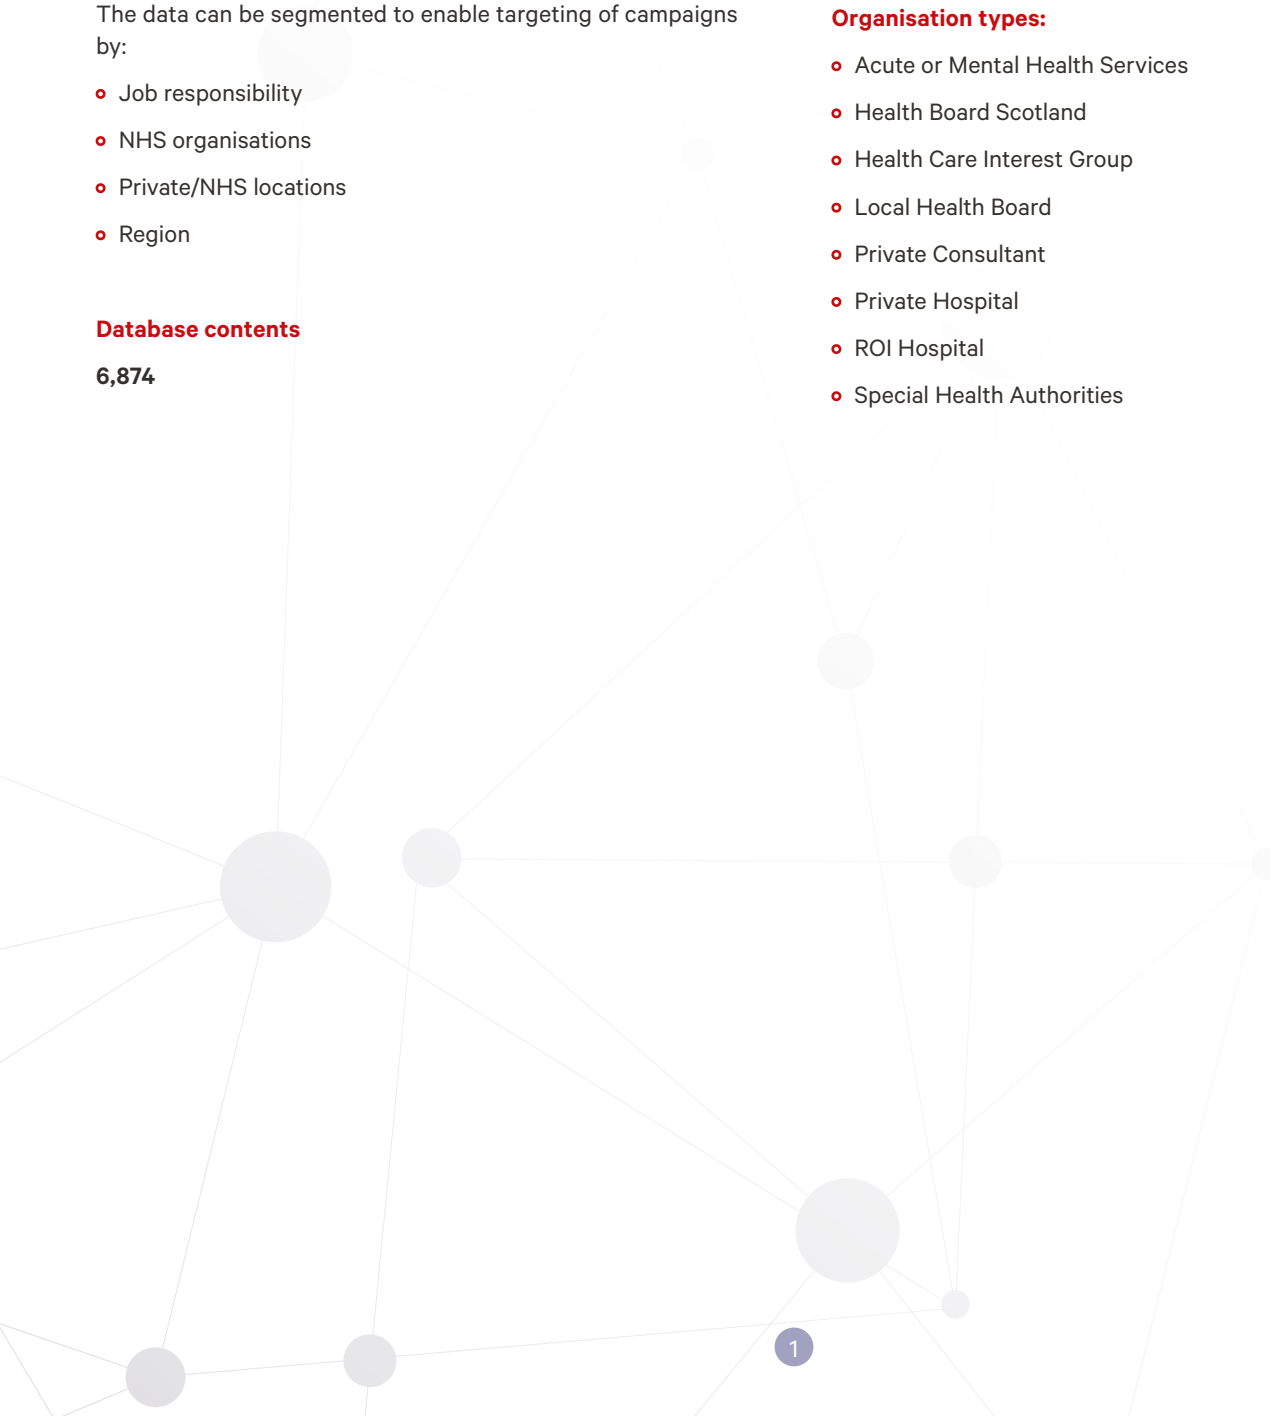 The data can be segmented to enable targeting of campaigns
by:
Job responsibility
NHS organisations
Private/NHS locations
Region
Database contents
6,874
Organisation types:
Acute or Mental Health Services
Health Board Scotland
Health Care Interest Group
Local Health Board
Private Consultant
Private Hospital
ROI Hospital
Special Health Authorities
1